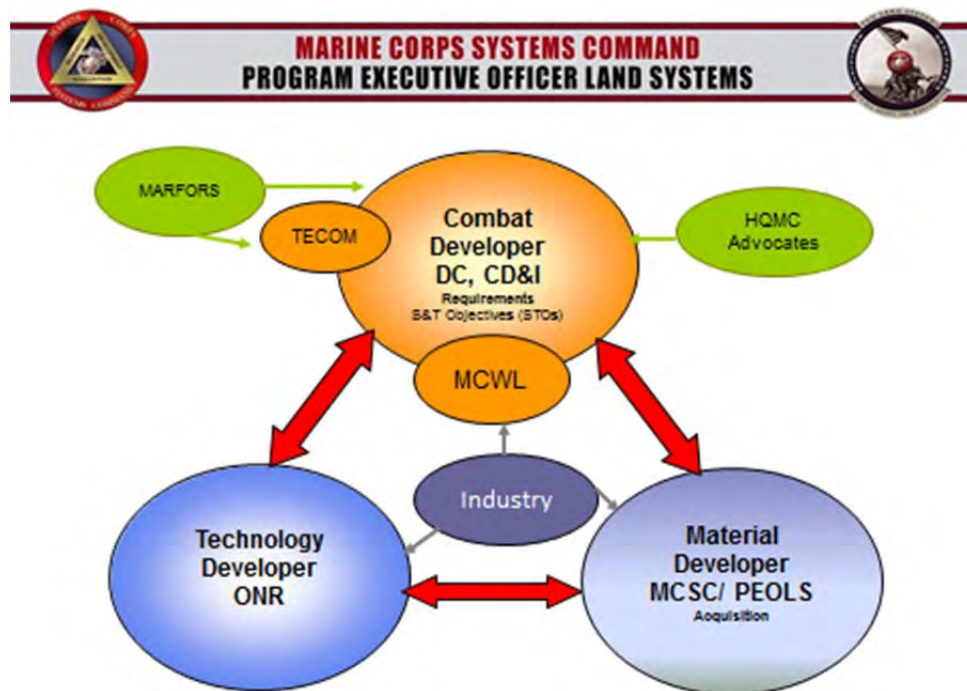 MARINE CORPS SYSTEMS COMMAND
PROGRAM EXECUTIVE OFFICER LAND SYSTEMS
MARFORS
TECOM
Combat
Developer
DC, CD&I
Requirements
S&T Objectives (STOs)
HQMC
Advocates
MCWL
Industry
Technology
Developer
ONR
Material
Developer
MCSC/ PEOLS
Acquisition